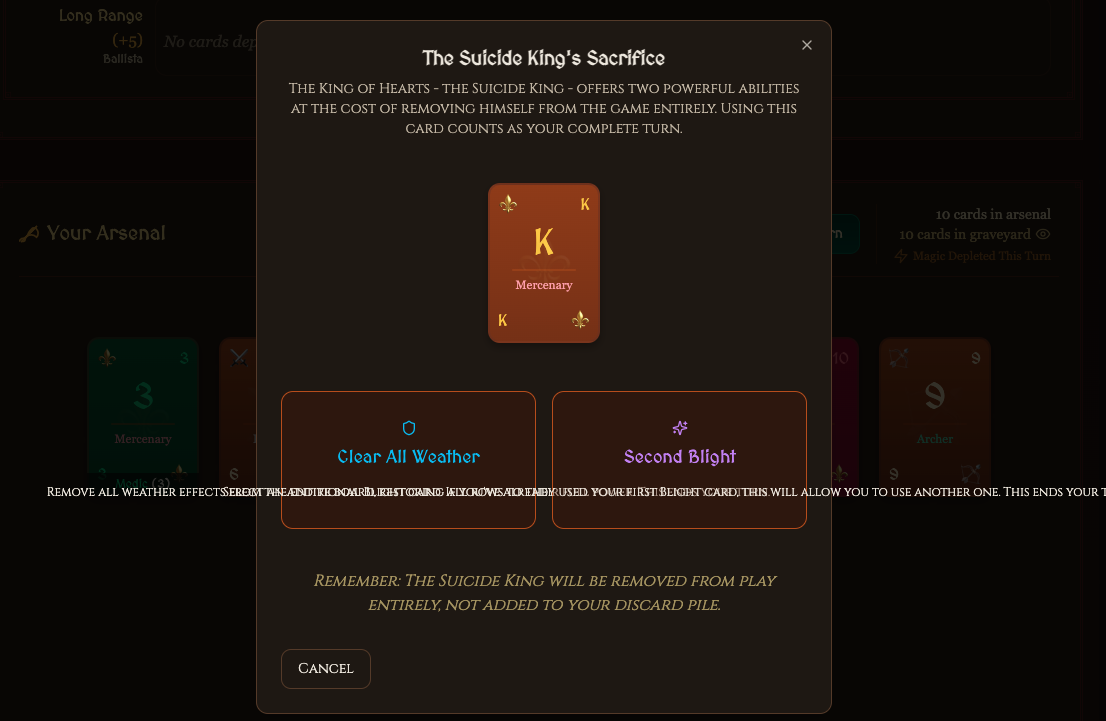 Long Range
(+5)
Ballista
No cards dep
The Suicide King's Sacrifice
The King of Hearts - the Suicide King - offers two powerful abilities
at the cost of removing himself from the game entirely. Using this
card counts as your complete turn.
K
K
Mercenary
K
Your Arsenal
10 cards in arsenal
10 cards in graveyard
Magic Depleted This Turn
3
3
Mercenary
Medic (3)
6
10
9
9
Archer
Clear All Weather
Second Blight
Remove all weather effects from the entire board, restoring all rows to their
used your first Blight card, this will allow you to use another one. This ends your t
Remember: The Suicide King will be removed from play
entirely, not added to your discard pile.
Cancel